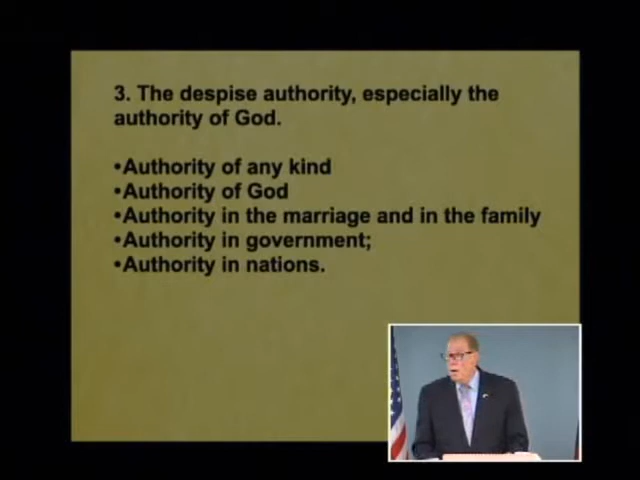 3. The despise authority, especially the
authority of God.
•Authority of any kind
•Authority of God
•Authority in the marriage and in the family
•Authority in government;
•Authority in nations.